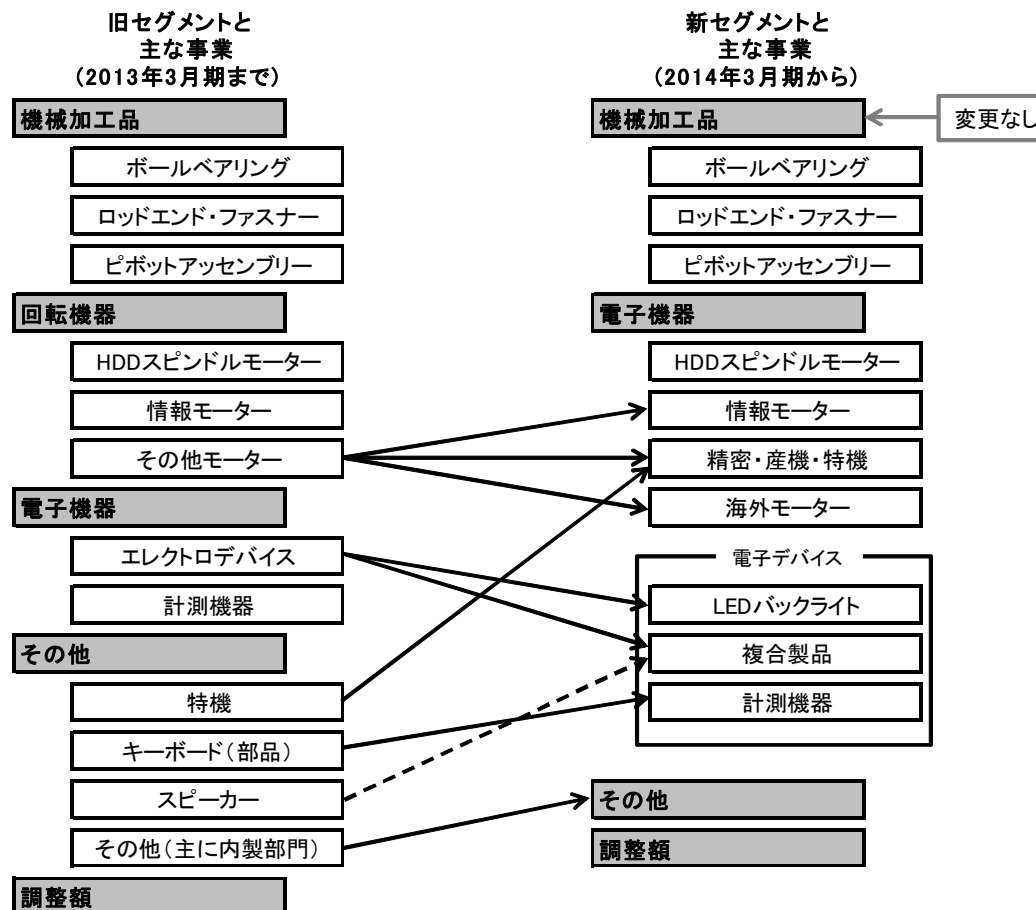 旧セグメントと
主な事業
(2013年3月期まで)
機械加工品
ボールベアリング
ロッドエンド・ファスナー
ピボットアッセンブリー
回転機器
HDDスピンドルモーター
情報モーター
その他モーター
電子機器
エレクトロデバイス
計測機器
その他
特機
キーボード(部品)
スピーカー
その他(主に内製部門)
調整額
新セグメントと
主な事業
(2014年3月期から)
機械加工品
変更なし
ボールベアリング
ロッドエンド・ファスナー
ピボットアッセンブリー
電子機器
HDDスピンドルモーター
情報モーター
精密・産機・特機
海外モーター
電子デバイス
LEDバックライト
複合製品
計測機器
その他
調整額